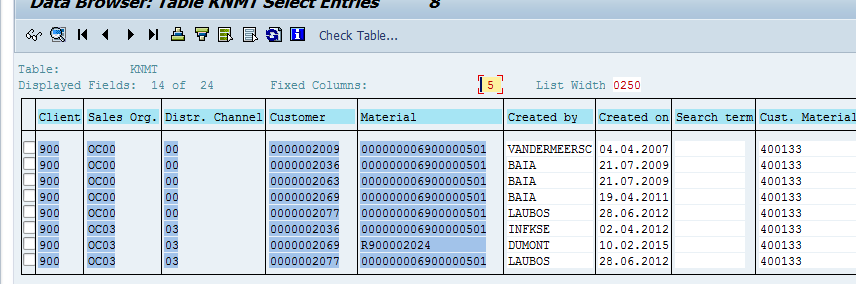 Data Browser: Table KNMT Select Entries 8
Check Table...
Table: KNMT
Displayed Fields: 14 of 24 Fixed Columns: 5 List Width 0250
Client Sales Org. Distr. Channel Customer Material Created by Created on Search term Cust. Material
900 OC00 00 0000002009 000000006900000501 VANDERMEERSC 04.04.2007 400133
900 OC00 00 0000002036 000000006900000501 BAIA 21.07.2009 400133
900 OC00 00 0000002063 000000006900000501 BAIA 21.07.2009 400133
900 OC00 00 0000002069 000000006900000501 BAIA 19.04.2011 400133
900 OC00 00 0000002077 000000006900000501 LAUBOS 28.06.2012 400133
900 OC03 03 0000002036 000000006900000501 INFKSE 02.04.2012 400133
900 OC03 03 0000002069 R900002024 DUMONT 10.02.2015 400133
900 OC03 03 0000002077 000000006900000501 LAUBOS 28.06.2012 400133